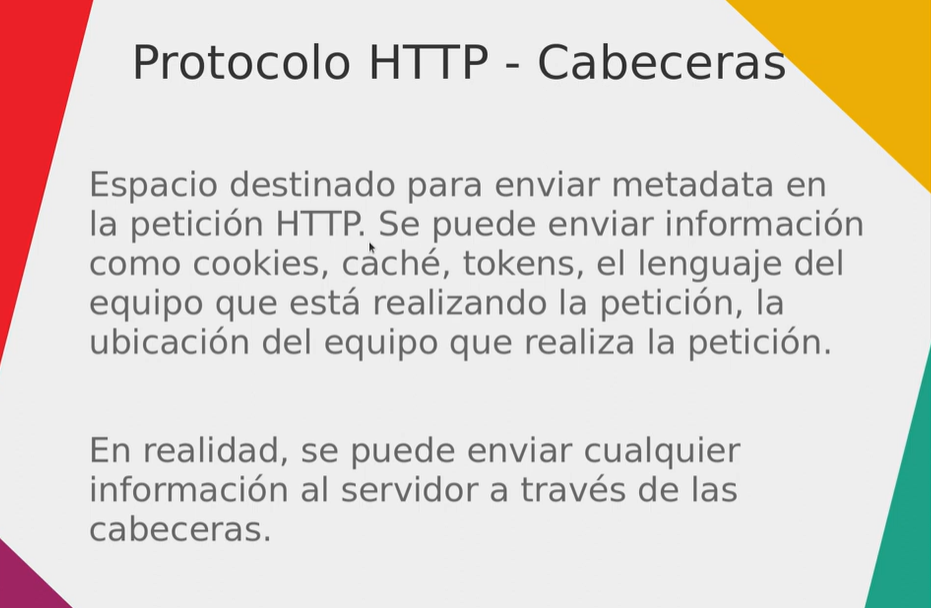 Protocolo HTTP - Cabeceras
Espacio destinado para enviar metadata en
la petición HTTP. Se puede enviar información
como cookies, caché, tokens, el lenguaje del
equipo que está realizando la petición, la
ubicación del equipo que realiza la petición.
En realidad, se puede enviar cualquier
información al servidor a través de las
cabeceras.